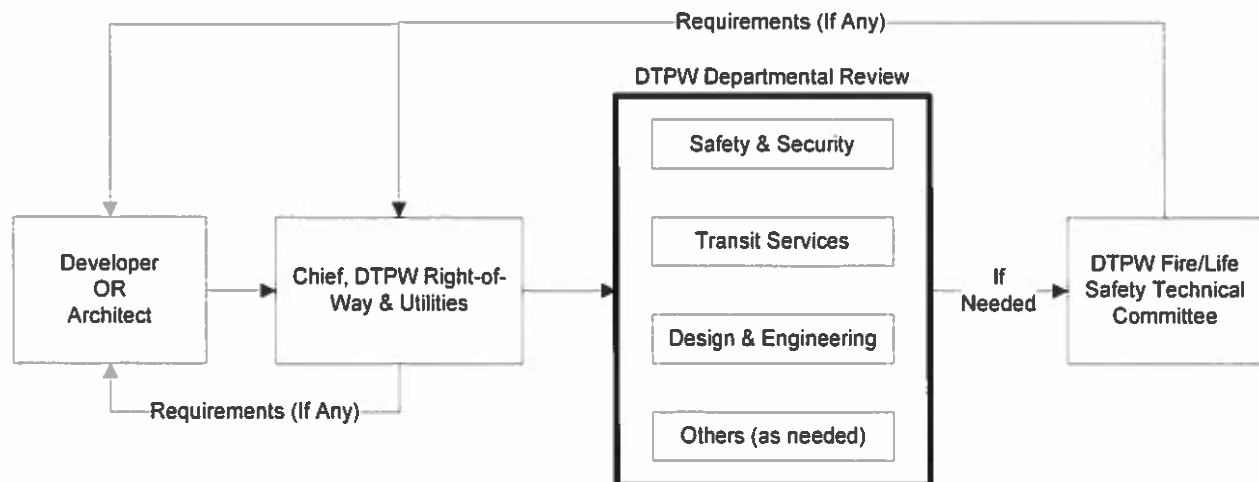 Requirements (If Any)
DTPW Departmental Review
Safety & Security
Transit Services
Design & Engineering
Others (as needed)
Developer
OR
Architect
Chief, DTPW Right-of-
Way & Utilities
If
Needed
DTPW Fire/Life
Safety Technical
Committee
Requirements (If Any)